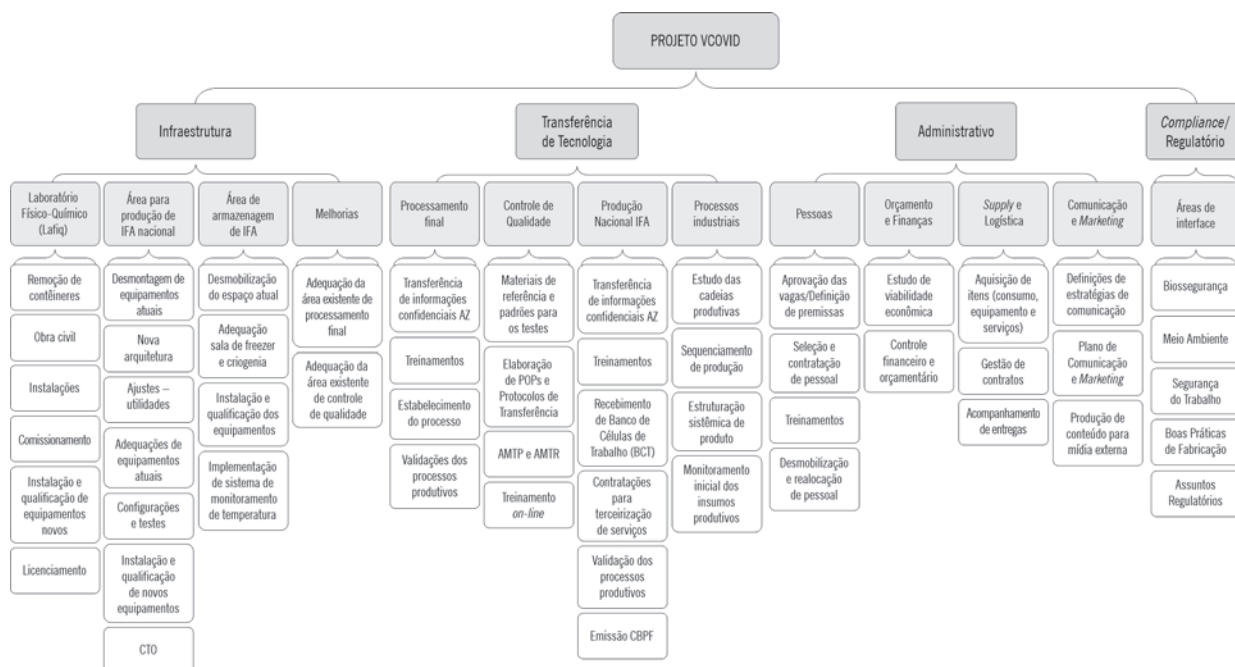 PROJETO VCOVID
Infraestrutura
Transferência
de Tecnologia
Administrativo
Compliance/
Regulatório
Laboratório
Físico-Químico
(Lafiq)
Área para
produção de
IFA nacional
Área de
armazenagem
de IFA
Melhorias
Processamento
final
Controle de
Qualidade
Produção
Nacional IFA
Processos
industriais
Pessoas
Orçamento
e Finanças
Supply e
Logística
Comunicação
e Marketing
Áreas de
interface
Remoção de
contêineres
Obra civil
Instalações
Comissionamento
Instalação e
qualificação de
equipamentos
novos
Licenciamento
Desmontagem de
equipamentos
atuais
Nova
arquitetura
Ajustes –
utilidades
Adequações de
equipamentos
atuais
Configurações
e testes
Instalação e
qualificação
de novos
equipamentos
CTO
Desmobilização
do espaço atual
Adequação
sala de freezer
e criogenia
Instalação e
qualificação dos
equipamentos
Implementação
de sistema de
monitoramento
de temperatura
Adequação da
área existente de
processamento
final
Adequação da
área existente
de controle
de qualidade
Transferência
de informações
confidenciais AZ
Treinamentos
Estabelecimento
do processo
Validações dos
processos
produtivos
Materiais de
referência e
padrões para
os testes
Elaboração
de POPs e
Protocolos de
Transferência
AMTP e AMTR
Treinamento
on-line
Transferência
de informações
confidenciais AZ
Treinamentos
Recebimento
de Banco de
Células de
Trabalho (BCT)
Contratações
para
terceirização
de serviços
Validação dos
processos
produtivos
Emissão CBPF
Estudo das
cadeias
produtivas
Sequenciamento
de produção
Estruturação
sistêmica de
produto
Monitoramento
inicial dos
insumos
produtivos
Aprovação das
vagas/Definição
de premissas
Seleção e
contratação
de pessoal
Treinamentos
Desmobilização
e realocação
de pessoal
Estudo de
viabilidade
econômica
Controle
financeiro e
orçamentário
Aquisição de
itens (consumo,
equipamento e
serviços)
Gestão de
contratos
Acompanhamento
de entregas
Definições de
estratégias de
comunicação
Plano de
Comunicação
e Marketing
Produção de
conteúdo para
mídia externa
Biossegurança
Meio Ambiente
Segurança
do Trabalho
Boas Práticas
de Fabricação
Assuntos
Regulatórios